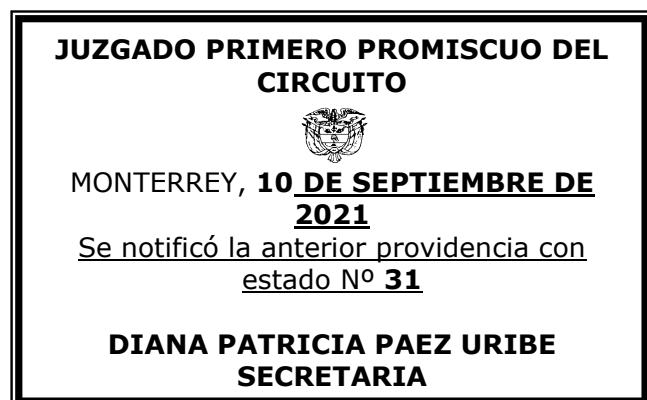 JUZGADO PRIMERO PROMISCUO DEL
CIRCUITO
MONTERREY, 10 DE SEPTIEMBRE DE
2021
Se notificó la anterior providencia con
estado Nº 31
DIANA PATRICIA PAEZ URIBE
SECRETARIA